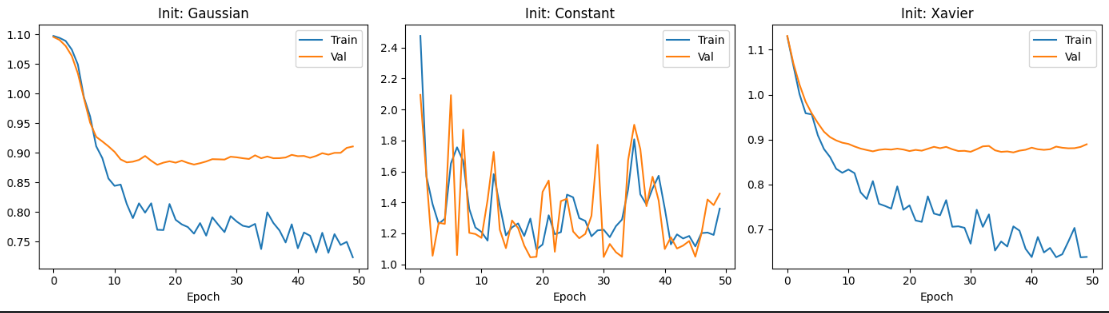 Init: Gaussian
Train
Val
1.10
1.05
1.00
0.95
0.90
0.85
0.80
0.75
0 10 20 30 40 50
Epoch
Init: Constant
Train
Val
2.4
2.2
2.0
1.8
1.6
1.4
1.2
1.0
0 10 20 30 40 50
Epoch
Init: Xavier
Train
Val
1.1
1.0
0.9
0.8
0.7
0 10 20 30 40 50
Epoch